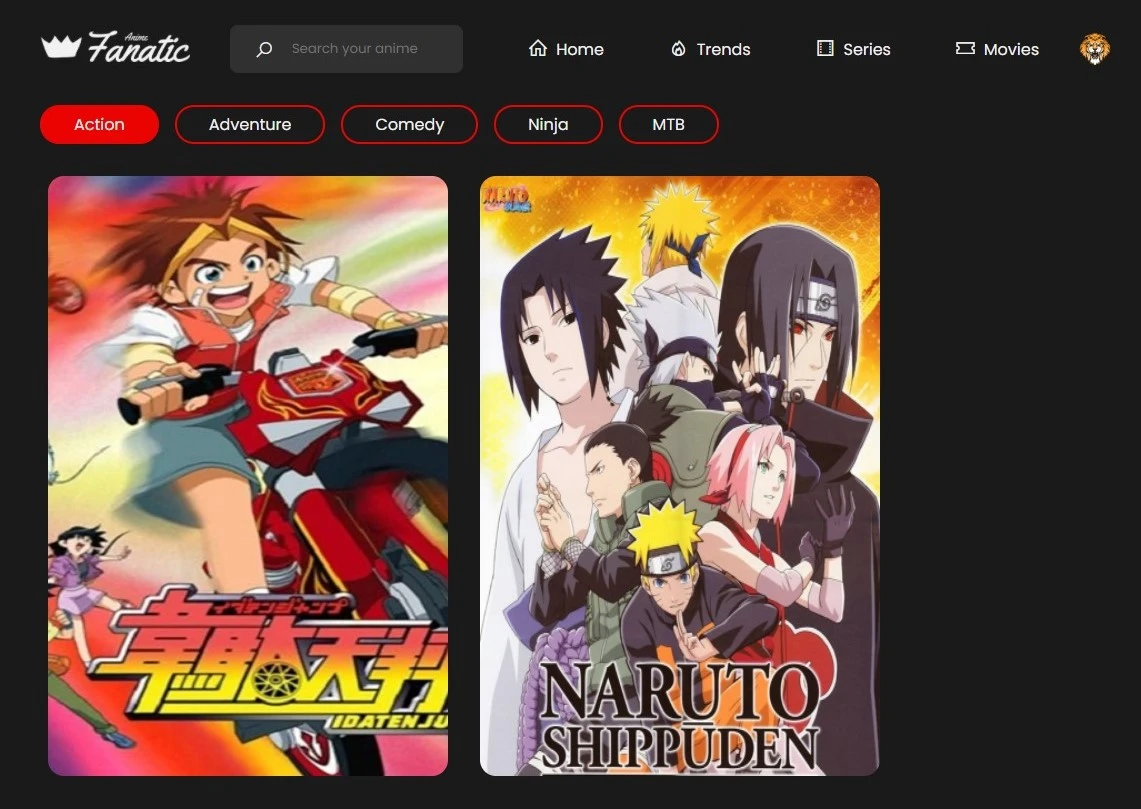 Anime
Fanatic
Search your anime
Home
Trends
Series
Movies
Action
Adventure
Comedy
Ninja
MTB
NARUTO
イダテンジャンプ
韋駄天
IDATEN JU
NARUTO
SHIPPUDEN